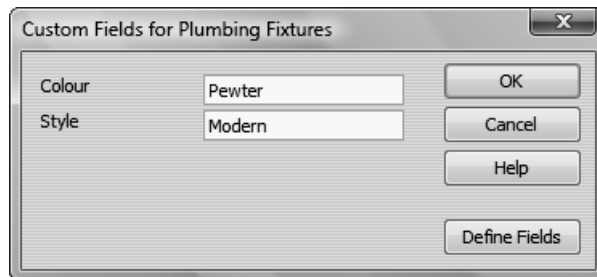 Custom Fields for Plumbing Fixtures
X
Colour
Pewter
OK
Style
Modern
Cancel
Help
Define Fields